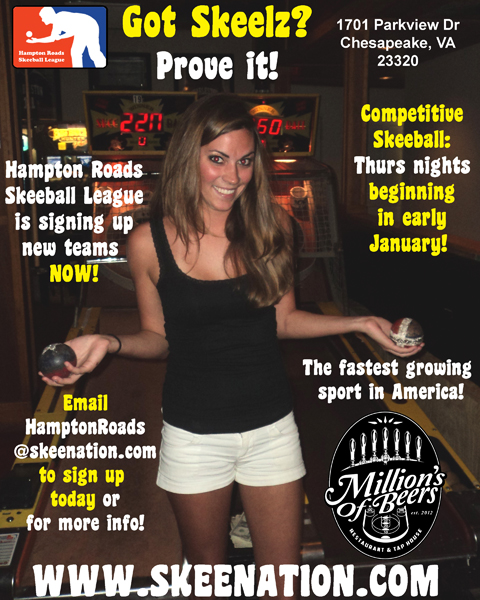 Hampton Roads
Skeeball League
Got Skeelz?
Prove it!
1701 Parkview Dr
Chesapeake, VA
23320
220
0
50
Hampton Roads
Skeeball League
is signing up
new teams
NOW!
Competitive
Skeeball:
Thurs nights
beginning
in early
January!
The fastest growing
sport in America!
Email
HamptonRoads
@skeenation.com
to sign up
today or
for more info!
Million's
Of Beers
est. 2012
RESTAURANT & TAP HOUSE
WWW.SKEENATION.COM